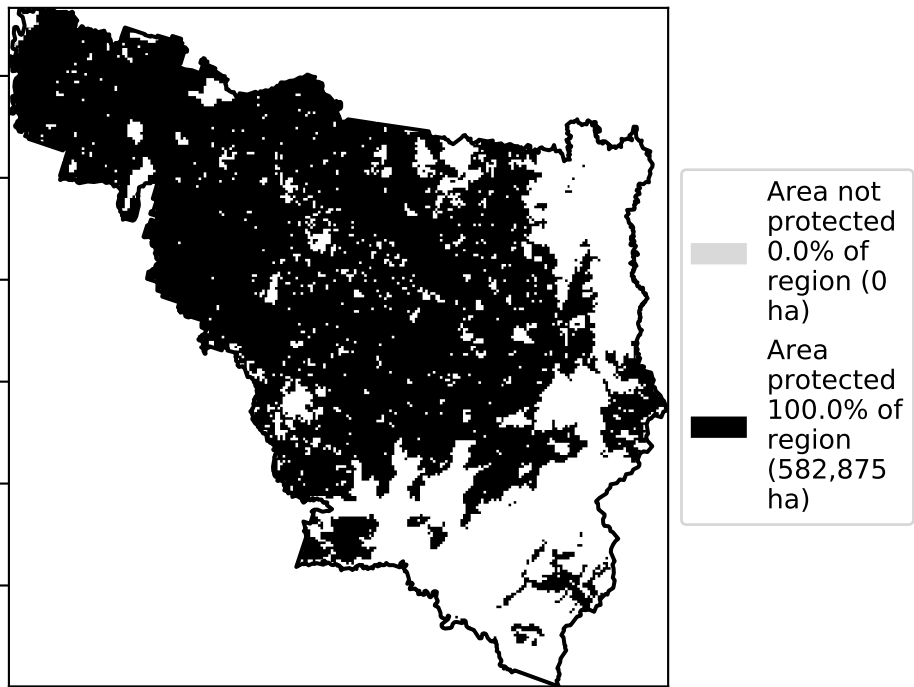 Area not
protected
0.0% of
region (0
ha)
Area
protected
100.0% of
region
(582,875
ha)